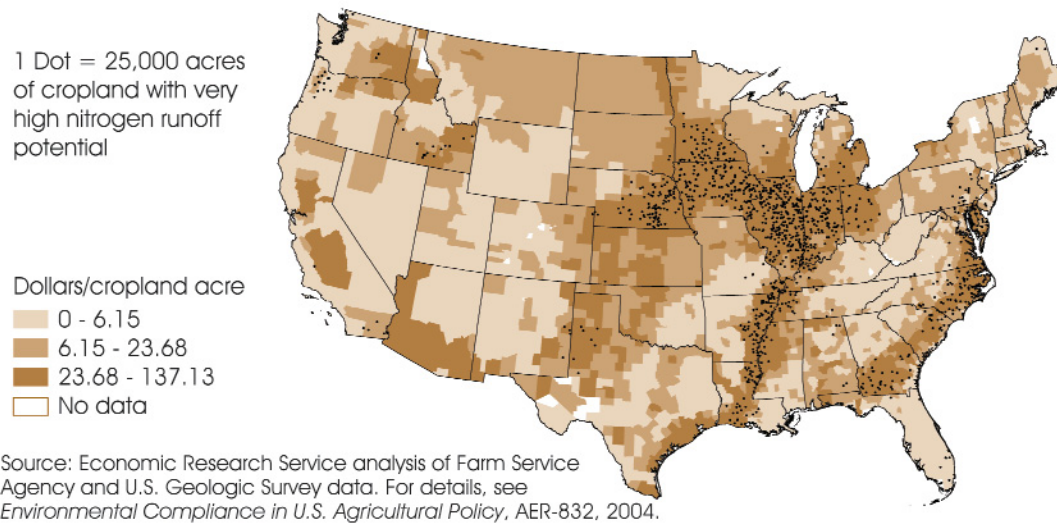 1 Dot = 25,000 acres
of cropland with very
high nitrogen runoff
potential
Dollars/cropland acre
0 - 6.15
6.15 - 23.68
23.68 - 137.13
No data
Source: Economic Research Service analysis of Farm Service
Agency and U.S. Geologic Survey data. For details, see
Environmental Compliance in U.S. Agricultural Policy, AER-832, 2004.